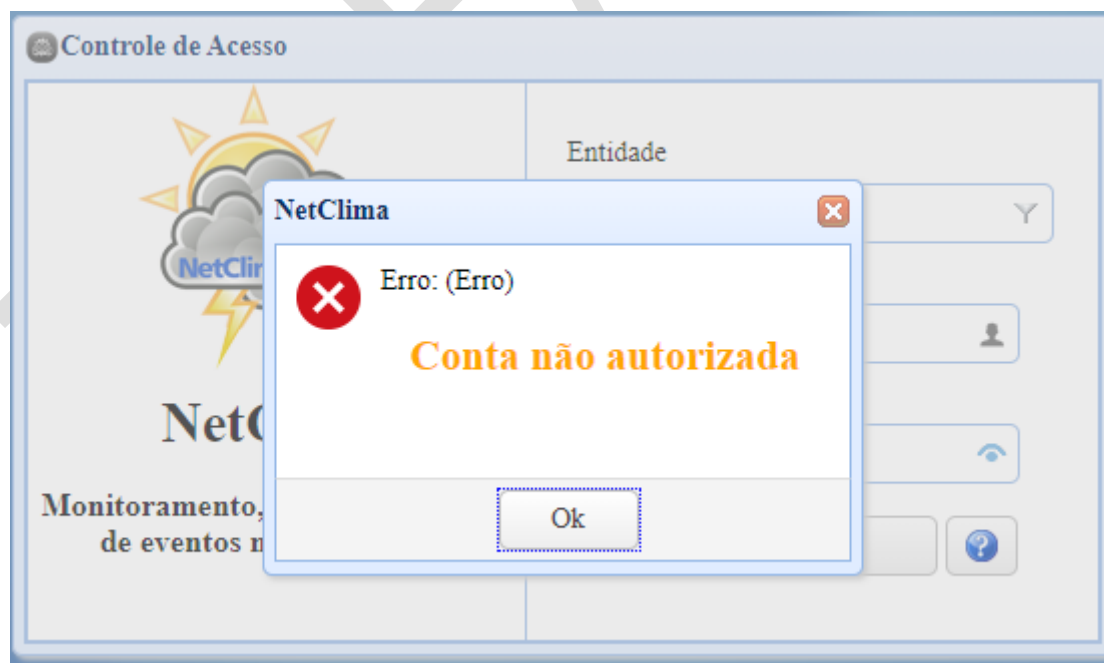 Controle de Acesso
Entidade
NetClima
Erro: (Erro)
Conta não autorizada
Monitoramento,
de eventos
Ok